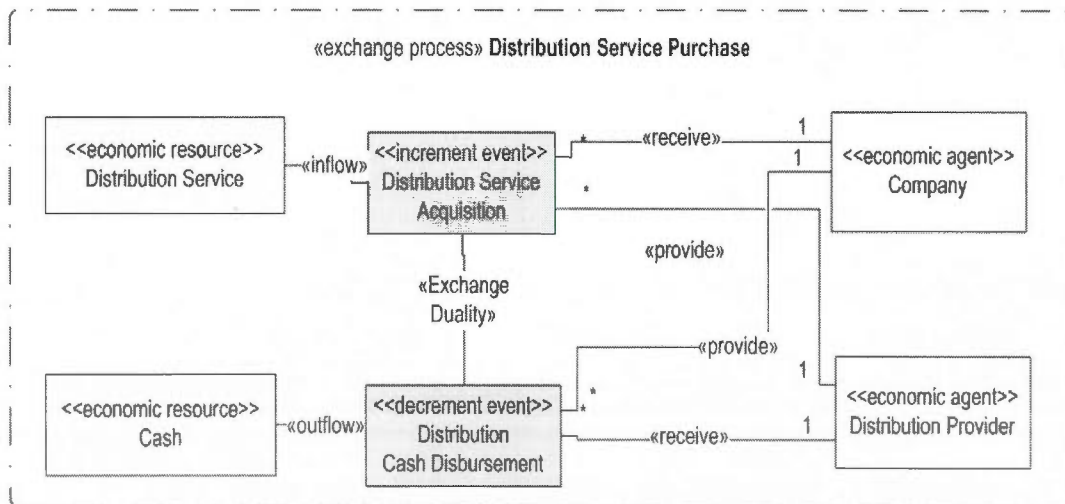 «exchange process» Distribution Service Purchase
<<economic resource>>
Distribution Service
«inflow»
<<increment event>>
Distribution Service
Acquisition
*
«receive»
1
1
<<economic agent>>
Company
*
«provide»
«Exchange
Duality»
«provide»
1
<<economic resource>>
Cash
«outflow»
<<decrement event>>
Distribution
Cash Disbursement
*
*
«receive»
1
<<economic agent>>
Distribution Provider